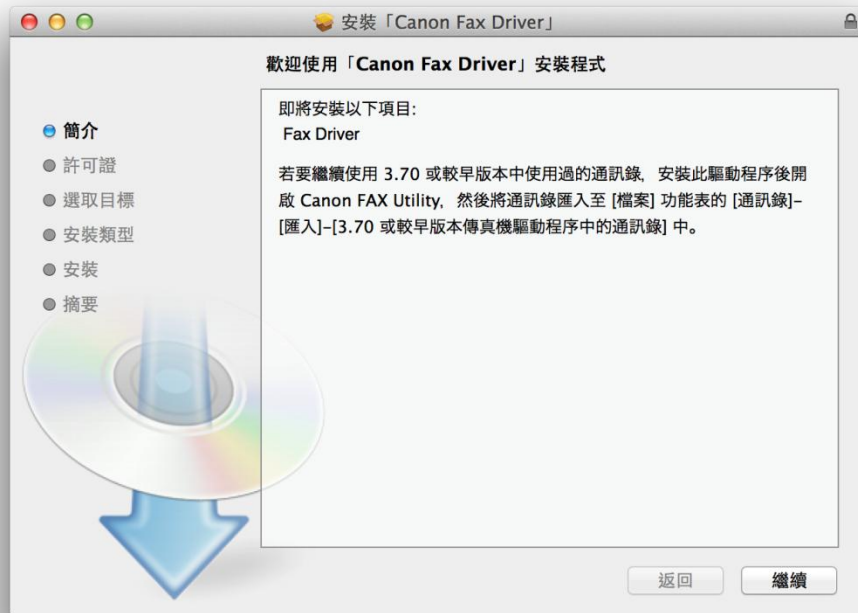 安裝「Canon Fax Driver」
歡迎使用「Canon Fax Driver」安裝程式
簡介
許可證
選取目標
安裝類型
安裝
摘要
即將安裝以下項目:
Fax Driver
若要繼續使用 3.70 或較早版本中使用過的通訊錄，安裝此驅動程序後開
啟 Canon FAX Utility，然後將通訊錄匯入至 [檔案] 功能表的 [通訊錄]-
[匯入]-[3.70 或較早版本傳真機驅動程序中的通訊錄] 中。
返回
繼續